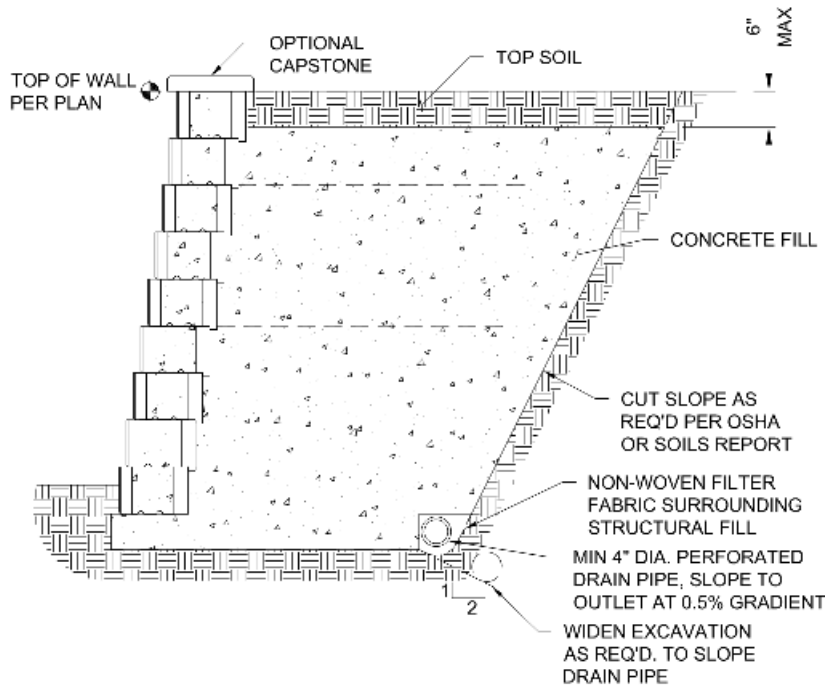 6"
MAX
OPTIONAL
CAPSTONE
TOP SOIL
TOP OF WALL
PER PLAN
CONCRETE FILL
CUT SLOPE AS
REQ'D PER OSHA
OR SOILS REPORT
NON-WOVEN FILTER
FABRIC SURROUNDING
STRUCTURAL FILL
MIN 4" DIA. PERFORATED
DRAIN PIPE, SLOPE TO
OUTLET AT 0.5% GRADIENT
1
2
WIDEN EXCAVATION
AS REQ'D. TO SLOPE
DRAIN PIPE